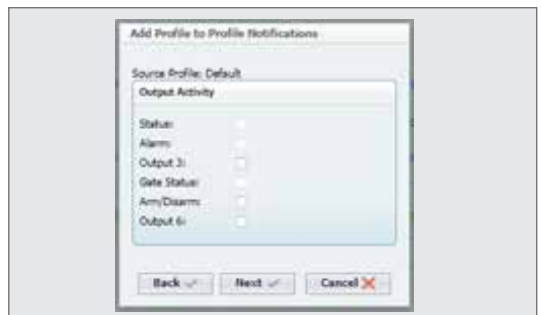 Add Profile to Profile Notifications
Source Profile: Default
Output Activity
Status:
Alarm:
Output 3:
Gate Status:
Arm/Disarm:
Output 6:
Back Next Cancel